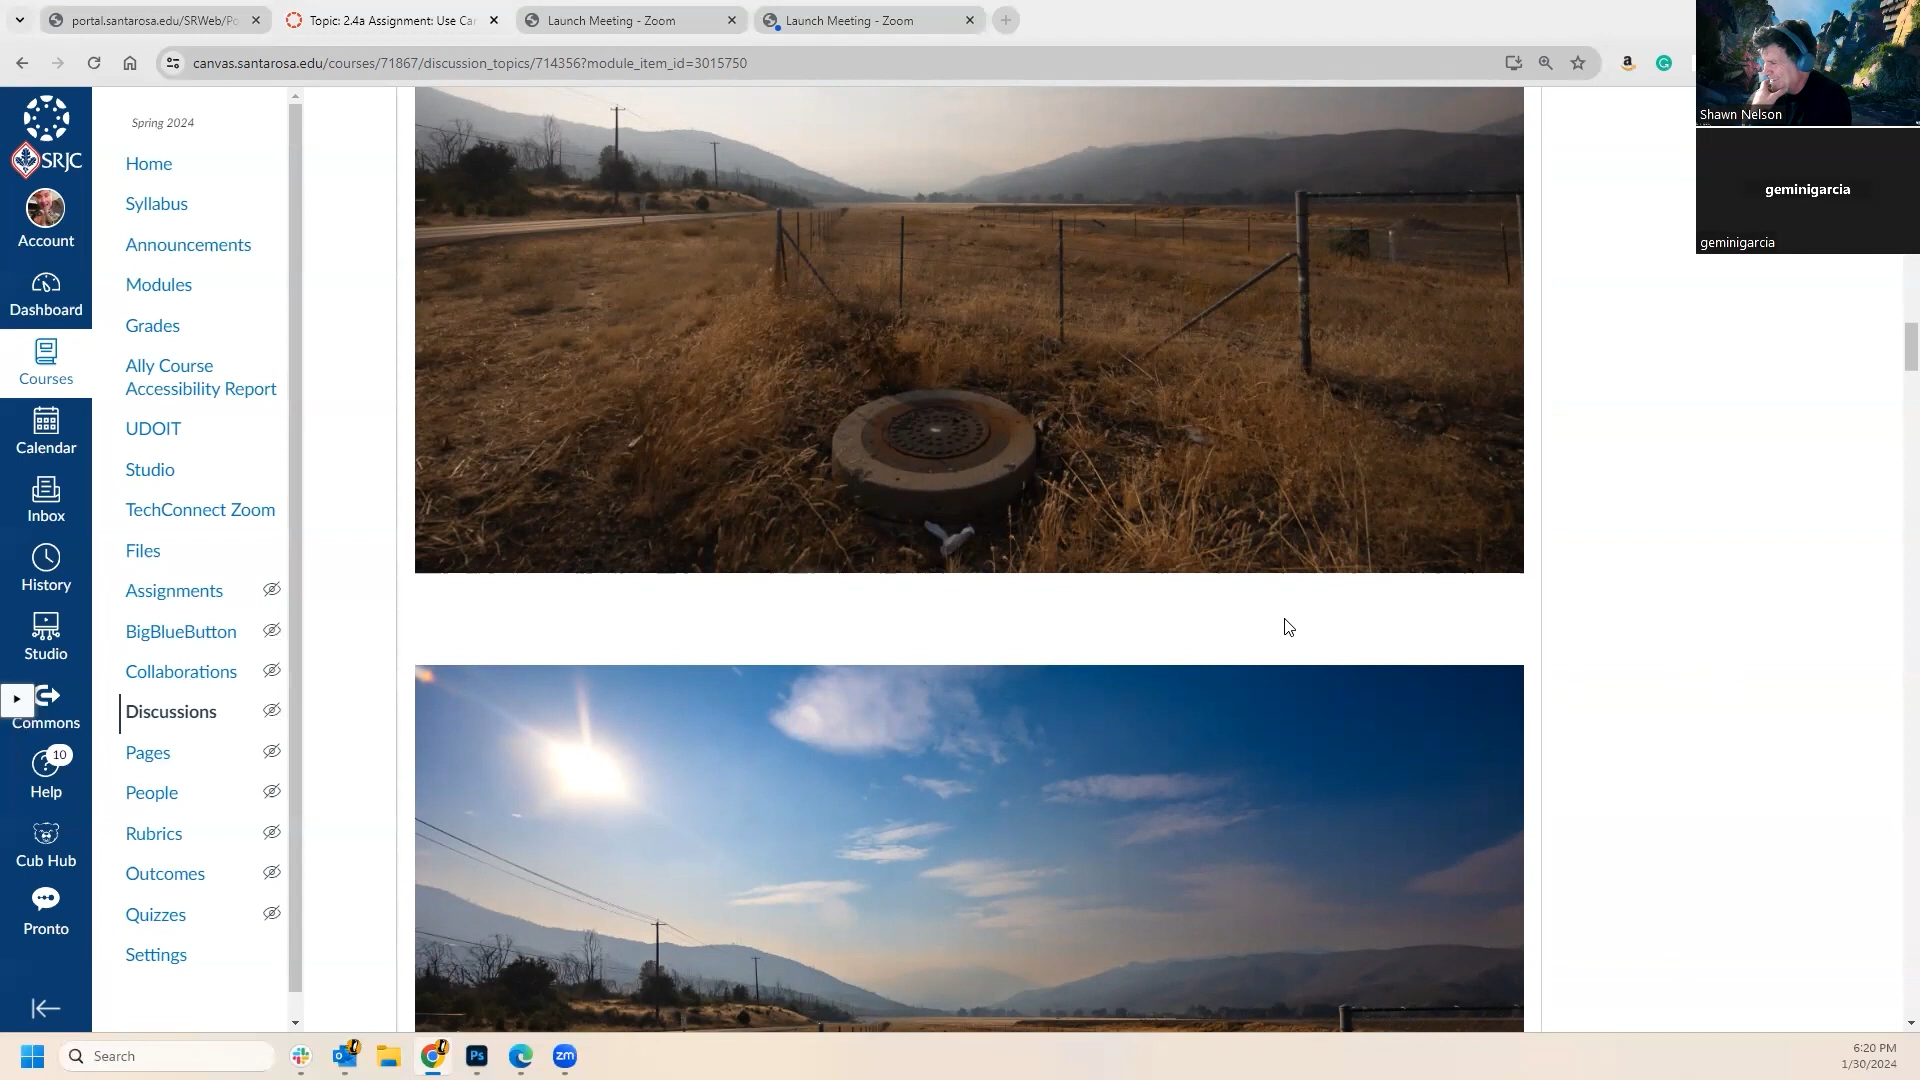 portal.santarosa.edu/SRWeb/Po
Topic: 2.4a Assignment: Use Ca
Launch Meeting - Zoom
Launch Meeting - Zoom
canvas.santarosa.edu/courses/71867/discussion_topics/714356?module_item_id=3015750
Shawn Nelson
geminigarcia
geminigarcia
SRJC
Account
Dashboard
Courses
Calendar
Inbox
History
Studio
Commons
10
Help
Cub Hub
Pronto
Spring 2024
Home
Syllabus
Announcements
Modules
Grades
Ally Course
Accessibility Report
UDOIT
Studio
TechConnect Zoom
Files
Assignments
BigBlueButton
Collaborations
Discussions
Pages
People
Rubrics
Outcomes
Quizzes
Settings
Search
Ps
zm
6:20 PM
1/30/2024